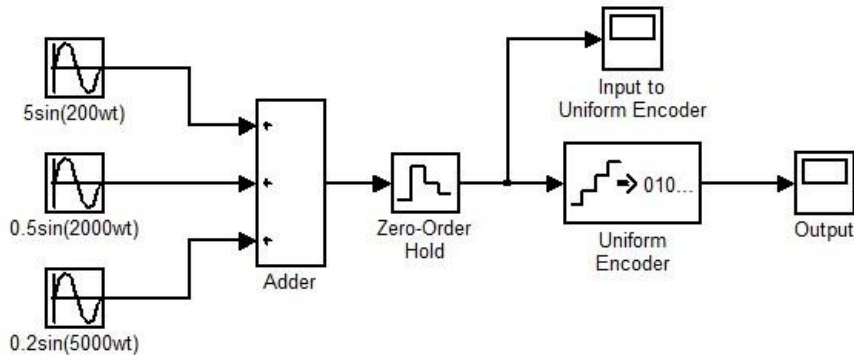 5sin(200wt)
0.5sin(2000wt)
0.2sin(5000wt)
Adder
Zero-Order
Hold
Input to
Uniform Encoder
010...
Uniform
Encoder
Output